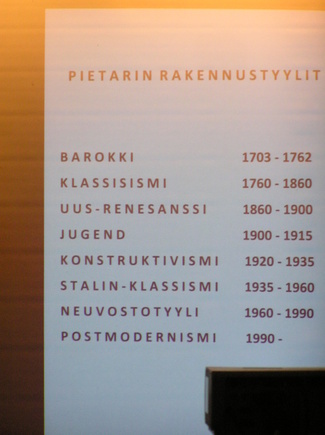 PIETARIN RAKENNUSTYYLIT
BAROKKI 1703 - 1762
KLASSISISMI 1760 - 1860
UUS-RENESANSSI 1860 - 1900
JUGEND 1900 - 1915
KONSTRUKTIVISMI 1920 - 1935
STALIN-KLASSISMI 1935 - 1960
NEUVOSTOTYYLI 1960 - 1990
POSTMODERNISMI 1990 -